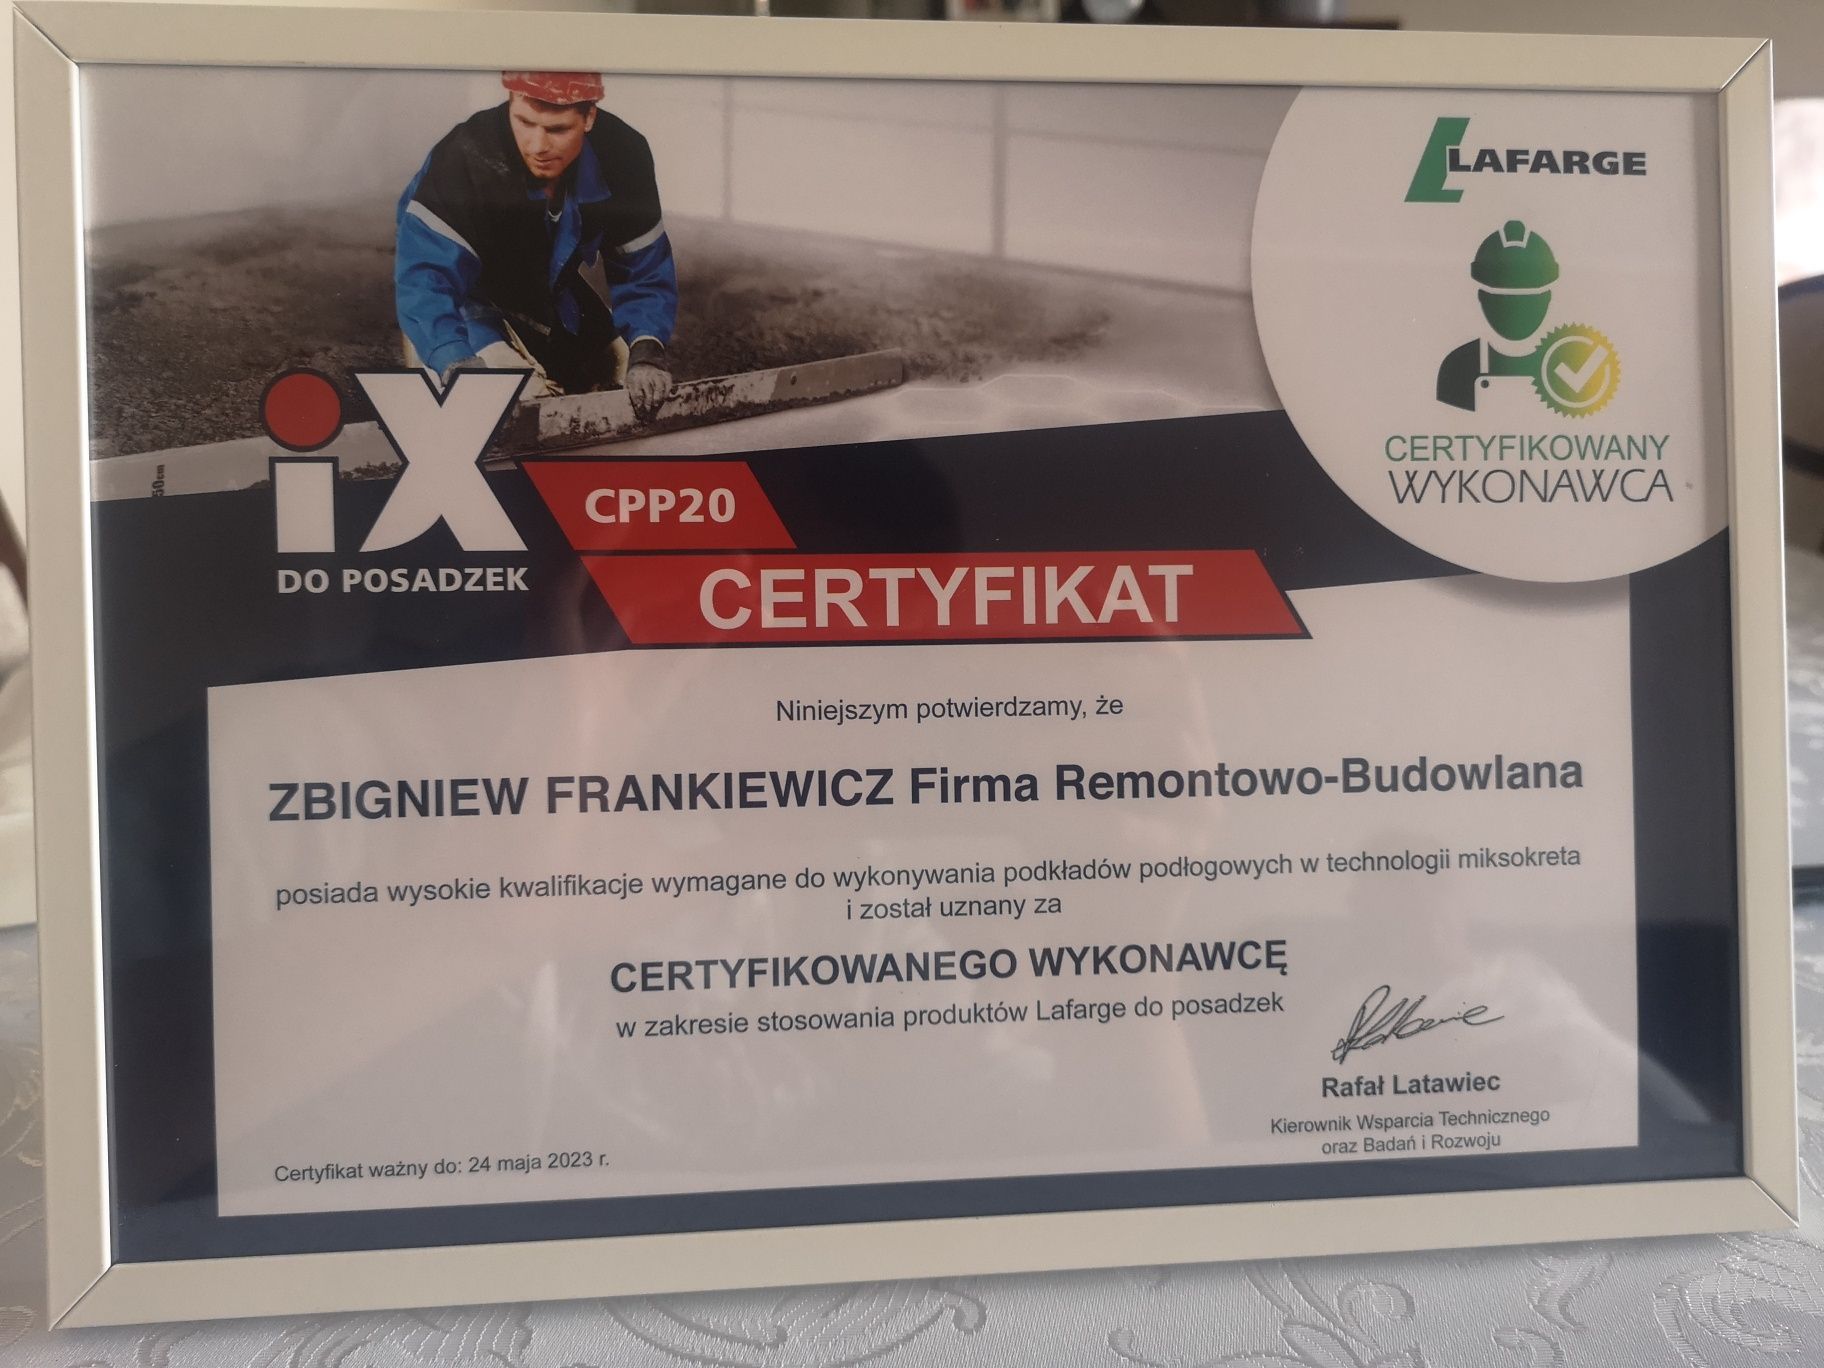 LAFARGE
CERTYFIKOWANY
WYKONAWCA
50cm
iX
DO POSADZEK
CPP20
CERTYFIKAT
Niniejszym potwierdzamy, że
ZBIGNIEW FRANKIEWICZ Firma Remontowo-Budowlana
posiada wysokie kwalifikacje wymagane do wykonywania podkładów podłogowych w technologii miksokreta
i został uznany za
CERTYFIKOWANEGO WYKONAWCĘ
w zakresie stosowania produktów Lafarge do posadzek
Rafał Latawiec
Kierownik Wsparcia Technicznego
oraz Badań i Rozwoju
Certyfikat ważny do: 24 maja 2023 r.